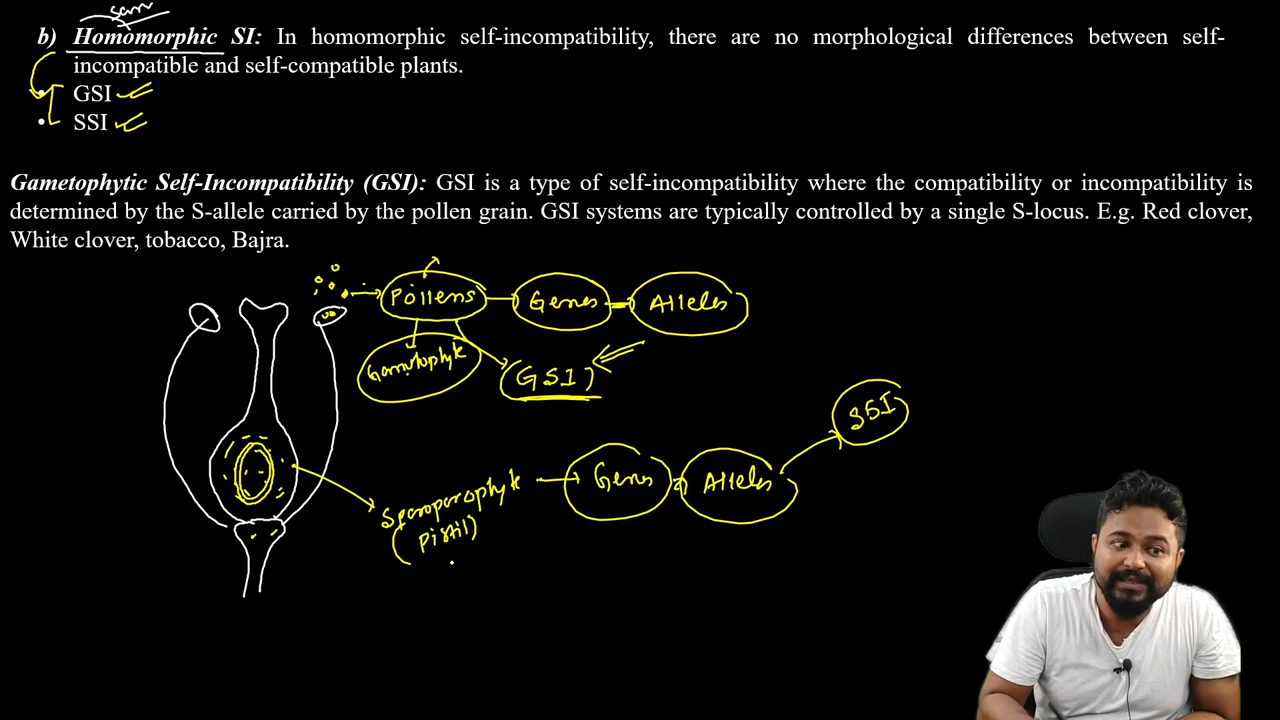 Sam
b) Homomorphic SI: In homomorphic self-incompatibility, there are no morphological differences between self-
incompatible and self-compatible plants.
• GSI
• SSI
Gametophytic Self-Incompatibility (GSI): GSI is a type of self-incompatibility where the compatibility or incompatibility is
determined by the S-allele carried by the pollen grain. GSI systems are typically controlled by a single S-locus. E.g. Red clover,
White clover, tobacco, Bajra.
Pollens Genes Alleles
Gamotophyte GSI
SSI
Sporoporophyte Genes Alleles
(Pistil)